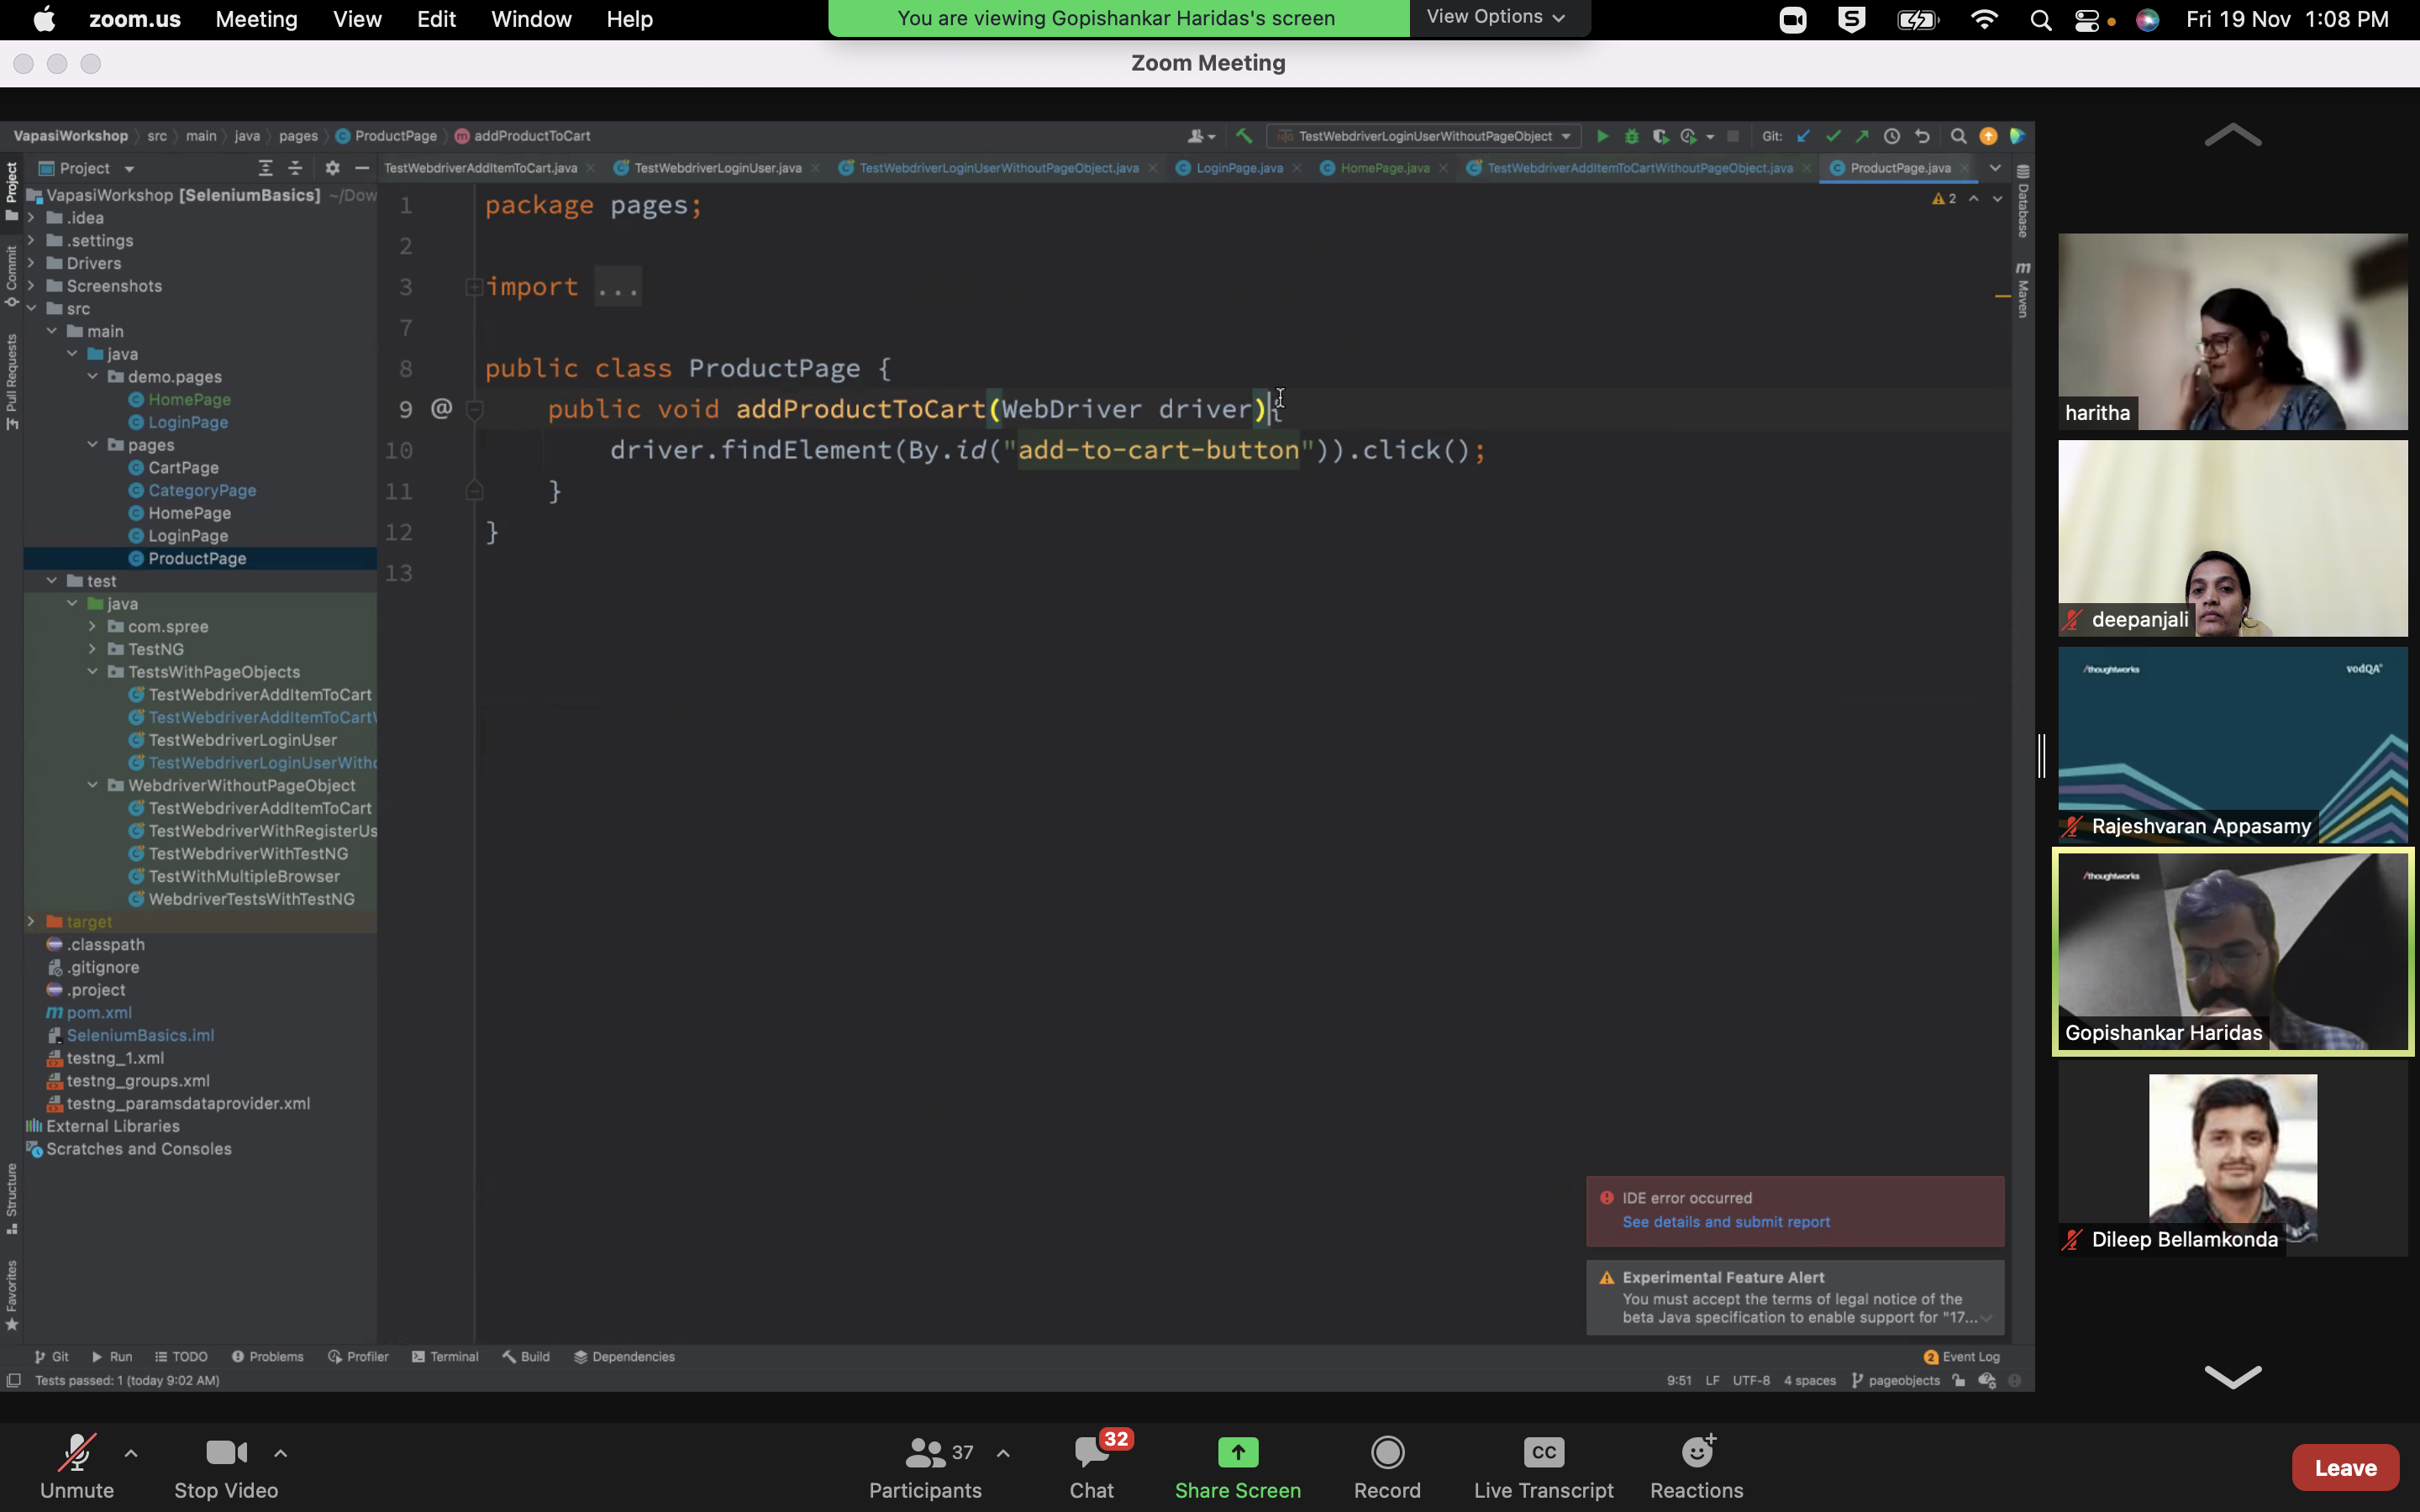 zoom.us Meeting View Edit Window Help
You are viewing Gopishankar Haridas's screen View Options
Fri 19 Nov 1:08 PM
Zoom Meeting
VapasiWorkshop src main java pages ProductPage addProductToCart
TestWebdriverLoginUserWithoutPageObject Git:
Project
TestWebdriverAddItemToCart.java TestWebdriverLoginUser.java TestWebdriverLoginUserWithoutPageObject.java LoginPage.java HomePage.java TestWebdriverAddItemToCartWithoutPageObject.java ProductPage.java
Project
Commit
Pull Requests
Structure
Favorites
VapasiWorkshop [SeleniumBasics] ~/Dow
.idea
.settings
Drivers
Screenshots
src
main
java
demo.pages
HomePage
LoginPage
pages
CartPage
CategoryPage
HomePage
LoginPage
ProductPage
test
java
com.spree
TestNG
TestsWithPageObjects
TestWebdriverAddItemToCart
TestWebdriverAddItemToCart
TestWebdriverLoginUser
TestWebdriverLoginUserWitho
WebdriverWithoutPageObject
TestWebdriverAddItemToCart
TestWebdriverWithRegisterUs
TestWebdriverWithTestNG
TestWithMultipleBrowser
WebdriverTestsWithTestNG
target
.classpath
.gitignore
.project
pom.xml
SeleniumBasics.iml
testng_1.xml
testng_groups.xml
testng_paramsdataprovider.xml
External Libraries
Scratches and Consoles
1 package pages;
2
3 import ...
7
8 public class ProductPage {
9 @ public void addProductToCart(WebDriver driver){
10 driver.findElement(By.id("add-to-cart-button")).click();
11 }
12 }
13
2
Database
m Maven
IDE error occurred
See details and submit report
Experimental Feature Alert
You must accept the terms of legal notice of the
beta Java specification to enable support for "17...
Git Run TODO Problems Profiler Terminal Build Dependencies
2 Event Log
Tests passed: 1 (today 9:02 AM)
9:51 LF UTF-8 4 spaces pageobjects
haritha
deepanjali
/thoughtworks vodQA
Rajeshvaran Appasamy
/thoughtworks
Gopishankar Haridas
Dileep Bellamkonda
37 32 CC
Unmute Stop Video Participants Chat Share Screen Record Live Transcript Reactions
Leave